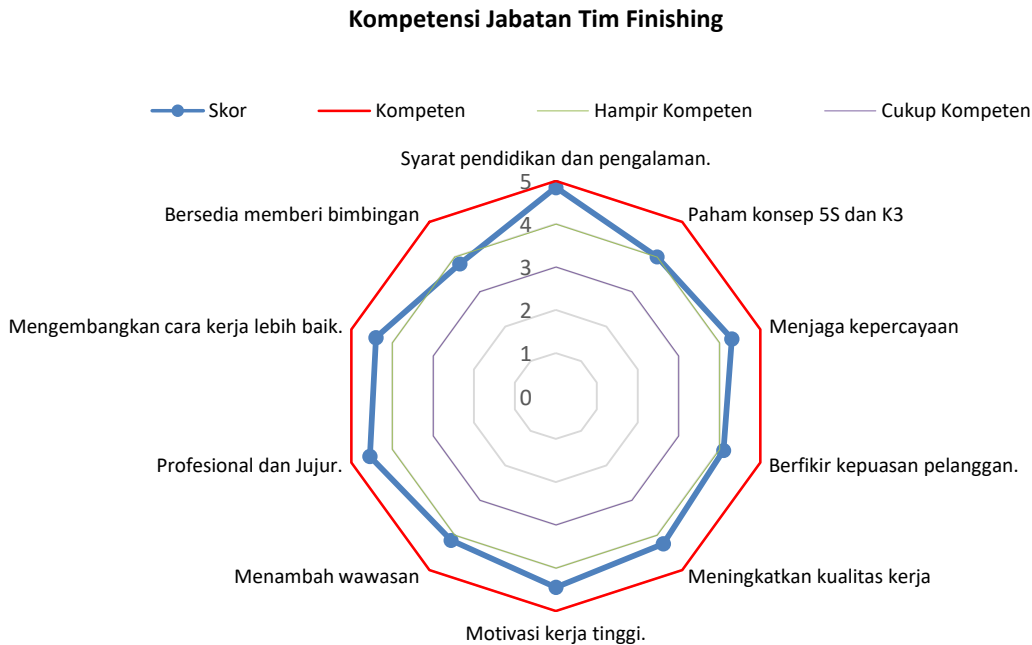 Kompetensi Jabatan Tim Finishing
Skor
Kompeten
Hampir Kompeten
Cukup Kompeten
Syarat pendidikan dan pengalaman.
Paham konsep 5S dan K3
Menjaga kepercayaan
Berfikir kepuasan pelanggan.
Meningkatkan kualitas kerja
Motivasi kerja tinggi.
Menambah wawasan
Profesional dan Jujur.
Mengembangkan cara kerja lebih baik.
Bersedia memberi bimbingan
5
4
3
2
1
0